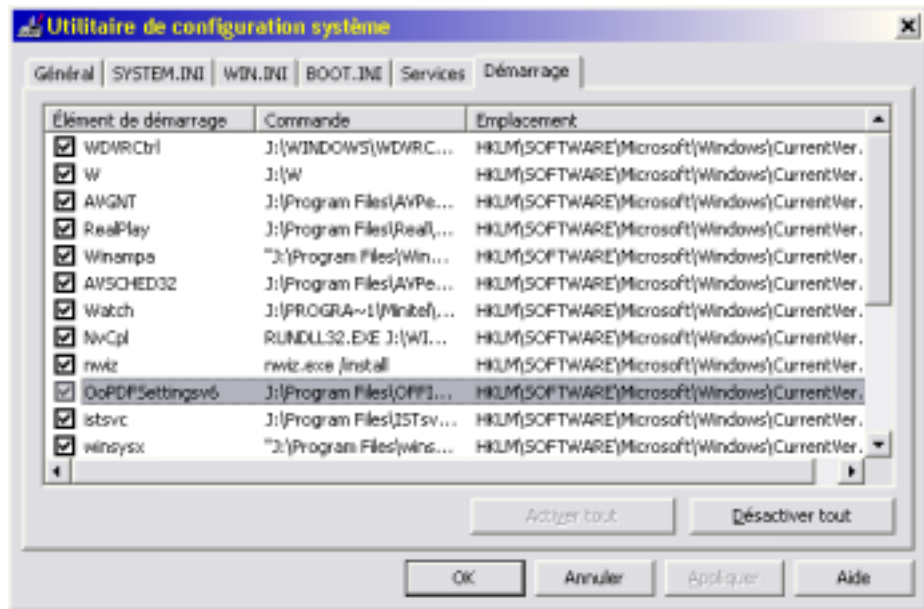 Utilitaire de configuration système
Général SYSTEM.INI WIN.INI BOOT.INI Services Démarrage
Élément de démarrage Commande Emplacement
WDVRCtrl J:\WINDOWS\WDVRC... HKLM\SOFTWARE\Microsoft\Windows\CurrentVer.
W J:\W HKLM\SOFTWARE\Microsoft\Windows\CurrentVer.
AVGNT J:\Program Files\AVPe... HKLM\SOFTWARE\Microsoft\Windows\CurrentVer.
RealPlay J:\Program Files\Real\,... HKLM\SOFTWARE\Microsoft\Windows\CurrentVer.
Winampa "J:\Program Files\Win... HKLM\SOFTWARE\Microsoft\Windows\CurrentVer.
AVSCHED32 J:\Program Files\AVPe... HKLM\SOFTWARE\Microsoft\Windows\CurrentVer.
Watch J:\PROGRA~1\Minitel\,... HKLM\SOFTWARE\Microsoft\Windows\CurrentVer.
NvCpl RUNDLL32.EXE J:\WI... HKLM\SOFTWARE\Microsoft\Windows\CurrentVer.
nwiz nwiz.exe /install HKLM\SOFTWARE\Microsoft\Windows\CurrentVer.
OoPDFSettingsv6 J:\Program Files\OFFI... HKLM\SOFTWARE\Microsoft\Windows\CurrentVer.
istsvc J:\Program Files\ISTsv... HKLM\SOFTWARE\Microsoft\Windows\CurrentVer.
winsysx "J:\Program Files\wins... HKLM\SOFTWARE\Microsoft\Windows\CurrentVer.
Activer tout Désactiver tout
OK Annuler Appliquer Aide